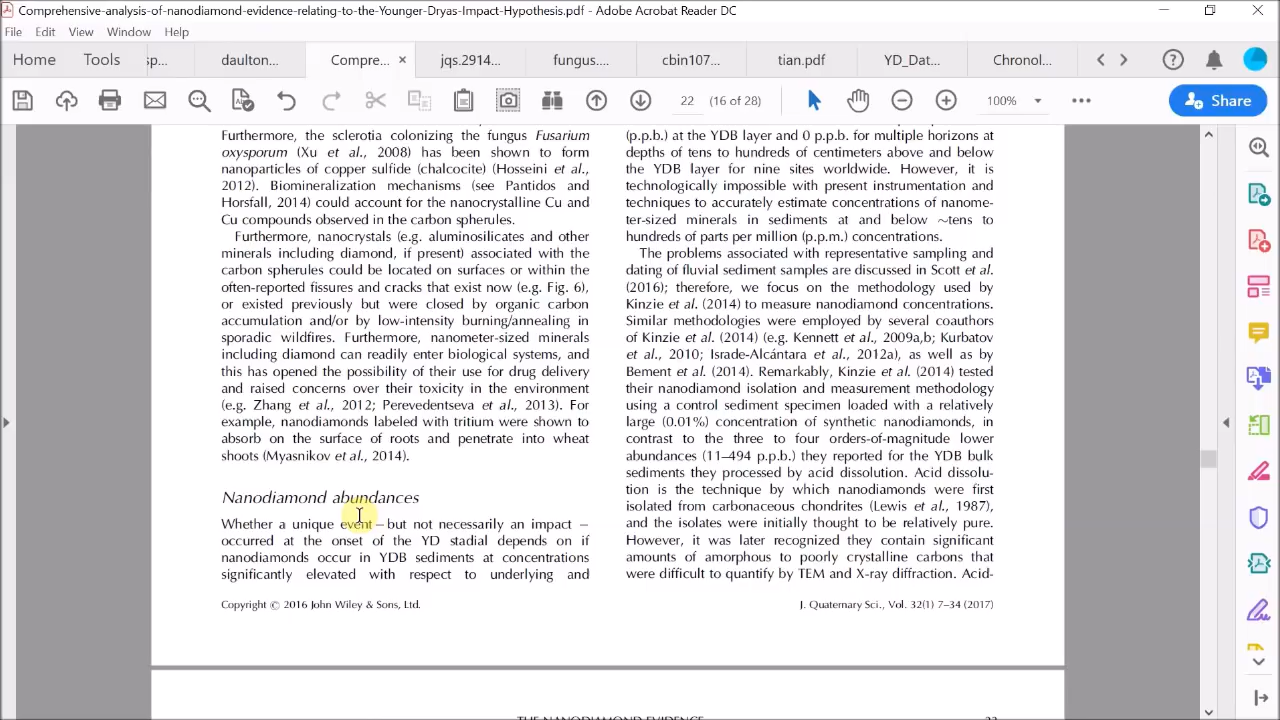 Comprehensive-analysis-of-nanodiamond-evidence-relating-to-the-Younger-Dryas-Impact-Hypothesis.pdf - Adobe Acrobat Reader DC
File Edit View Window Help
Home Tools sp... daulton... Compre... jqs.2914... fungus.... cbin107... tian.pdf YD_Dat... Chronol...
22 (16 of 28) 100% Share
Furthermore, the sclerotia colonizing the fungus Fusarium
oxysporum (Xu et al., 2008) has been shown to form
nanoparticles of copper sulfide (chalcocite) (Hosseini et al.,
2012). Biomineralization mechanisms (see Pantidos and
Horsfall, 2014) could account for the nanocrystalline Cu and
Cu compounds observed in the carbon spherules.
Furthermore, nanocrystals (e.g. aluminosilicates and other
minerals including diamond, if present) associated with the
carbon spherules could be located on surfaces or within the
often-reported fissures and cracks that exist now (e.g. Fig. 6),
or existed previously but were closed by organic carbon
accumulation and/or by low-intensity burning/annealing in
sporadic wildfires. Furthermore, nanometer-sized minerals
including diamond can readily enter biological systems, and
this has opened the possibility of their use for drug delivery
and raised concerns over their toxicity in the environment
(e.g. Zhang et al., 2012; Perevedentseva et al., 2013). For
example, nanodiamonds labeled with tritium were shown to
absorb on the surface of roots and penetrate into wheat
shoots (Myasnikov et al., 2014).
Nanodiamond abundances
Whether a unique event – but not necessarily an impact –
occurred at the onset of the YD stadial depends on if
nanodiamonds occur in YDB sediments at concentrations
significantly elevated with respect to underlying and
(p.p.b.) at the YDB layer and 0 p.p.b. for multiple horizons at
depths of tens to hundreds of centimeters above and below
the YDB layer for nine sites worldwide. However, it is
technologically impossible with present instrumentation and
techniques to accurately estimate concentrations of nanome-
ter-sized minerals in sediments at and below ~tens to
hundreds of parts per million (p.p.m.) concentrations.
The problems associated with representative sampling and
dating of fluvial sediment samples are discussed in Scott et al.
(2016); therefore, we focus on the methodology used by
Kinzie et al. (2014) to measure nanodiamond concentrations.
Similar methodologies were employed by several coauthors
of Kinzie et al. (2014) (e.g. Kennett et al., 2009a,b; Kurbatov
et al., 2010; Israde-Alcántara et al., 2012a), as well as by
Bement et al. (2014). Remarkably, Kinzie et al. (2014) tested
their nanodiamond isolation and measurement methodology
using a control sediment specimen loaded with a relatively
large (0.01%) concentration of synthetic nanodiamonds, in
contrast to the three to four orders-of-magnitude lower
abundances (11–494 p.p.b.) they reported for the YDB bulk
sediments they processed by acid dissolution. Acid dissolu-
tion is the technique by which nanodiamonds were first
isolated from carbonaceous chondrites (Lewis et al., 1987),
and the isolates were initially thought to be relatively pure.
However, it was later recognized they contain significant
amounts of amorphous to poorly crystalline carbons that
were difficult to quantify by TEM and X-ray diffraction. Acid-
Copyright © 2016 John Wiley & Sons, Ltd.
J. Quaternary Sci., Vol. 32(1) 7–34 (2017)